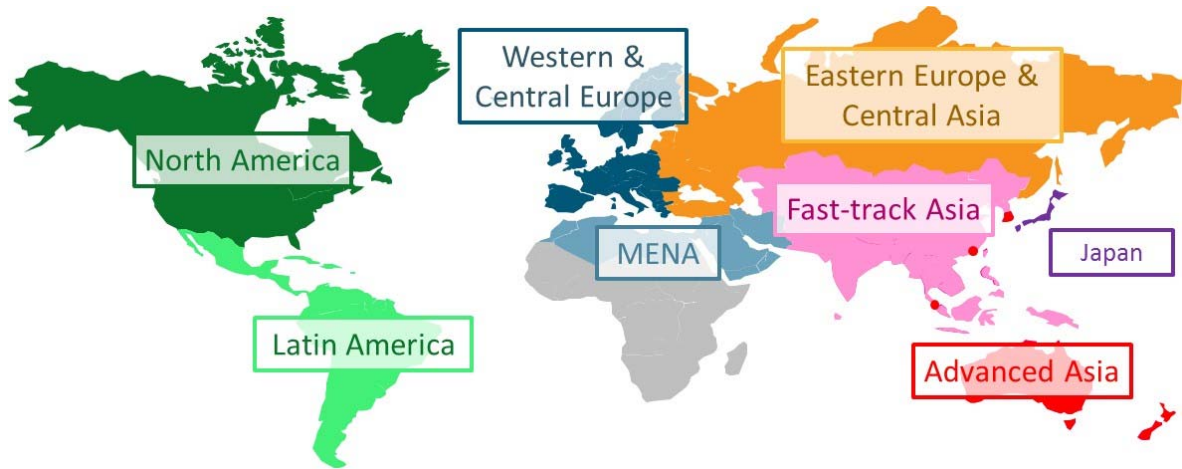 Western &
Central Europe
Eastern Europe &
Central Asia
North America
Fast-track Asia
MENA
Japan
Latin America
Advanced Asia